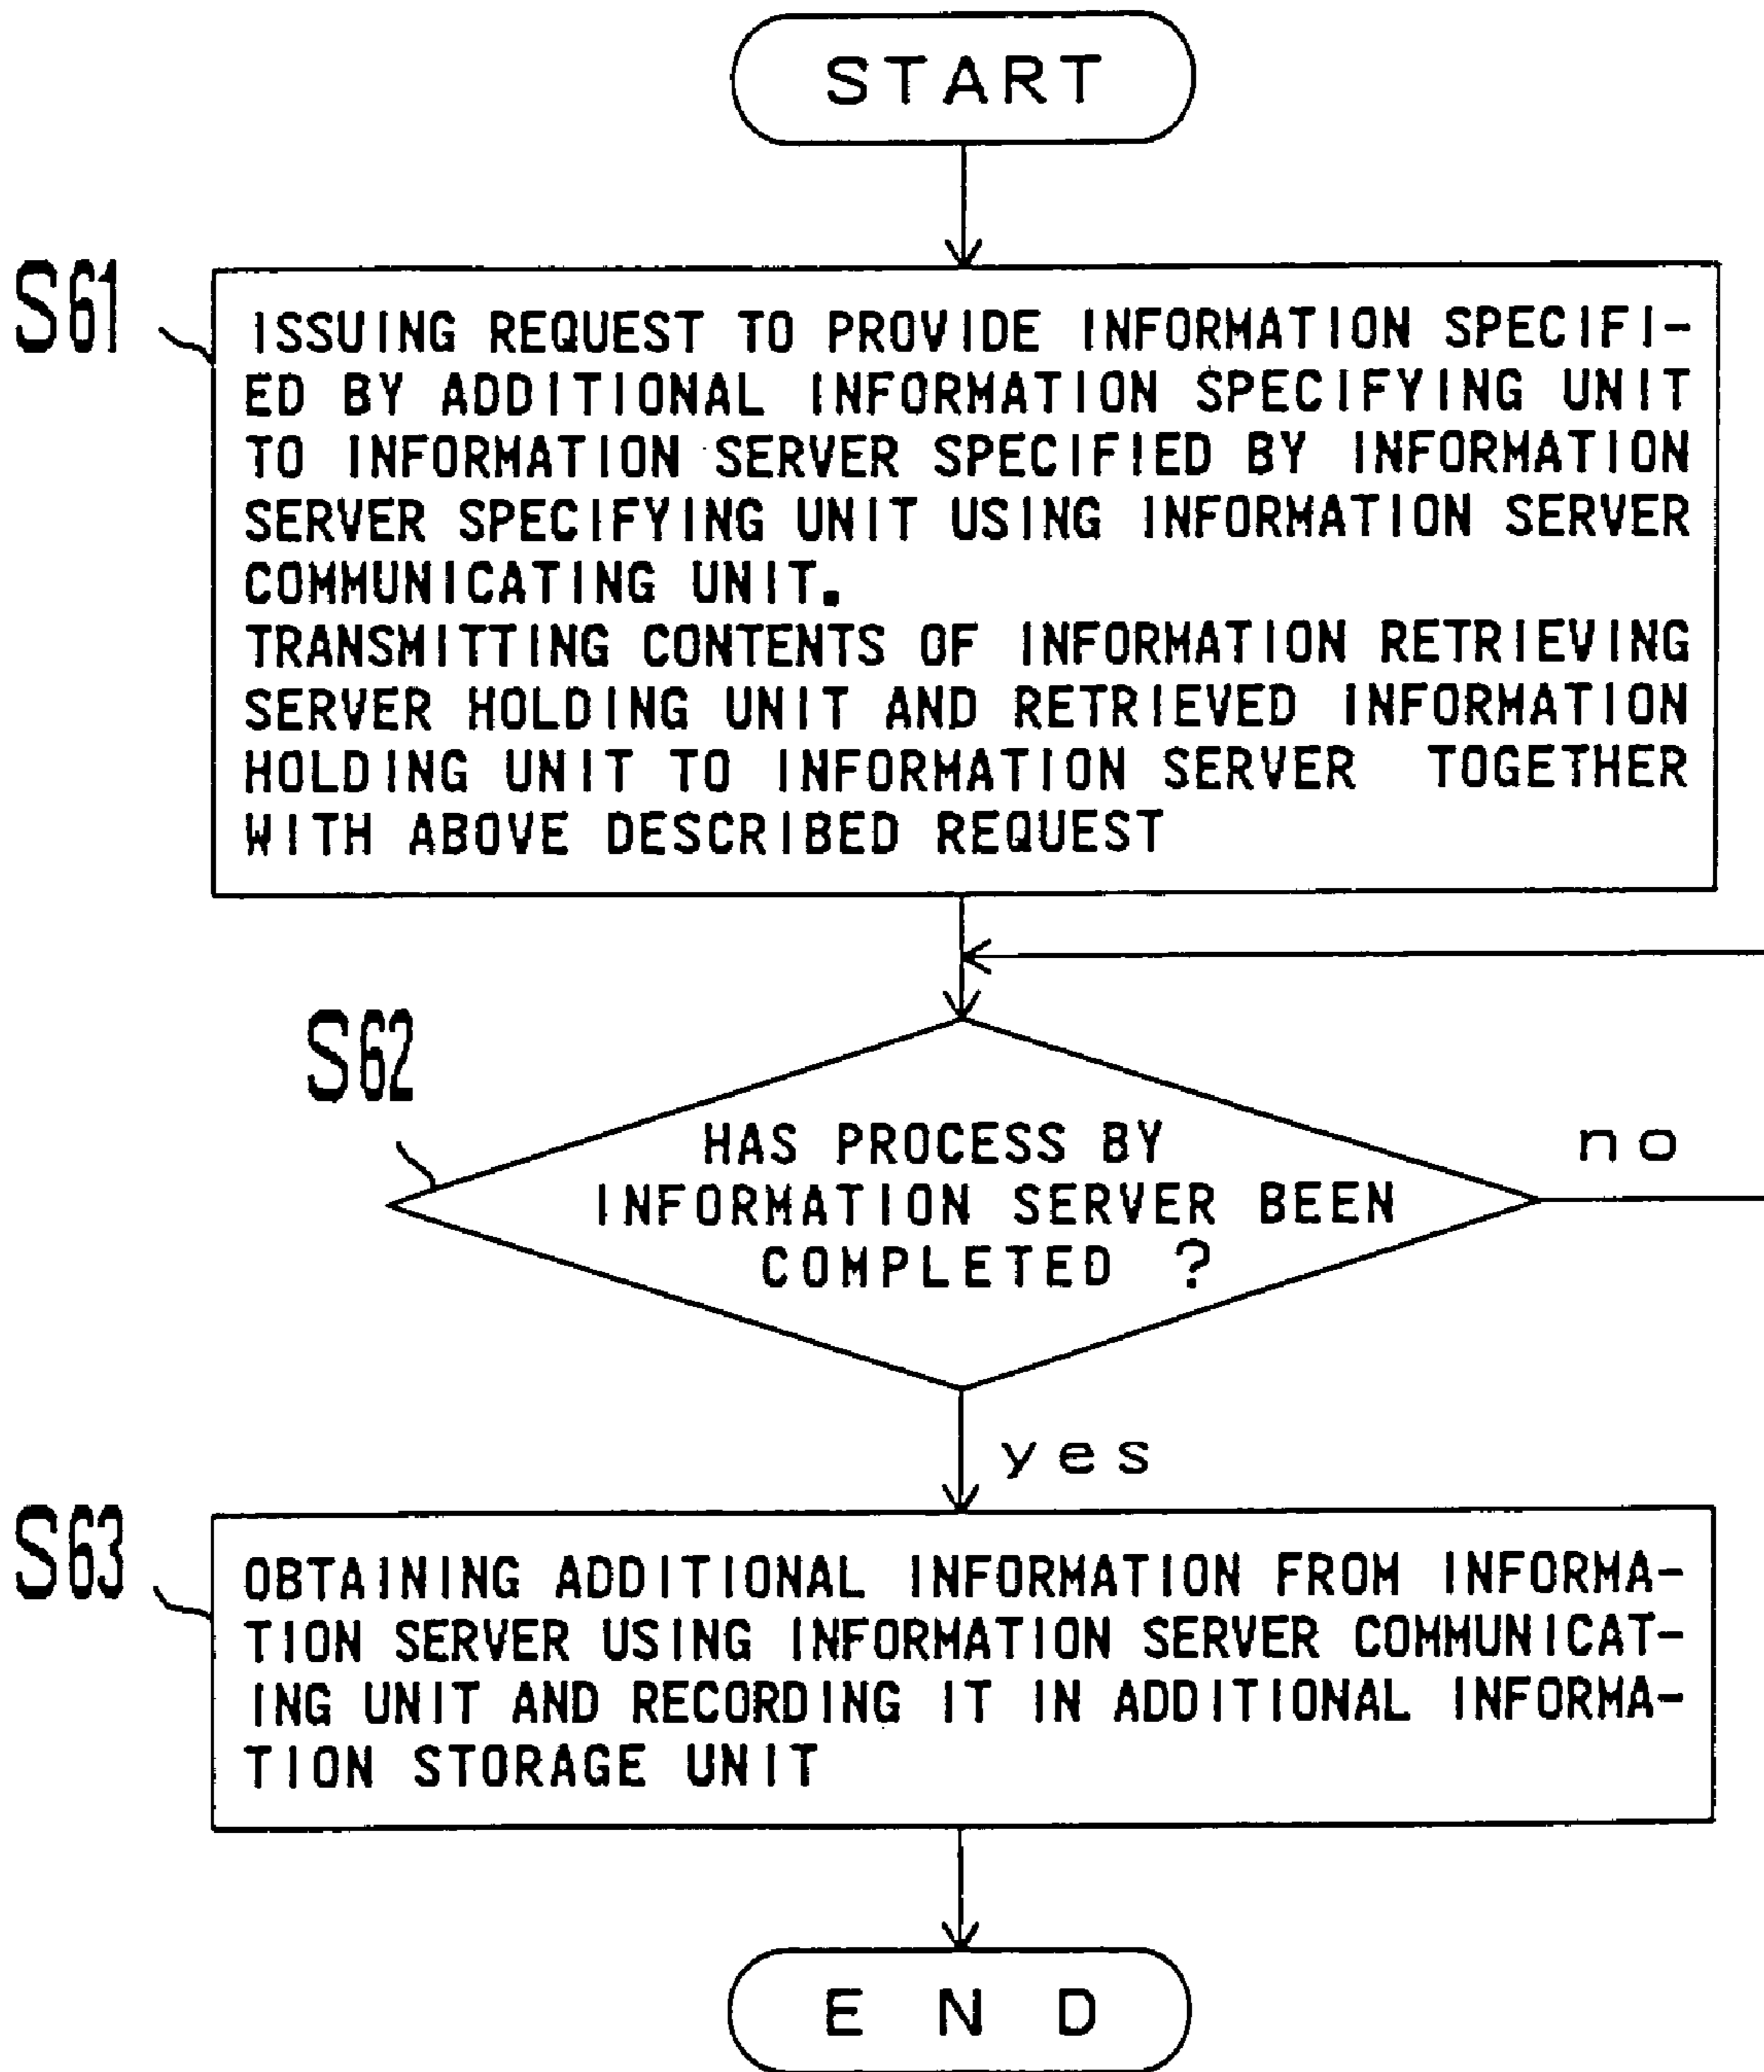 START
S61
ISSUING REQUEST TO PROVIDE INFORMATION SPECIFI-
ED BY ADDITIONAL INFORMATION SPECIFYING UNIT
TO INFORMATION SERVER SPECIFIED BY INFORMATION
SERVER SPECIFYING UNIT USING INFORMATION SERVER
COMMUNICATING UNIT.
TRANSMITTING CONTENTS OF INFORMATION RETRIEVING
SERVER HOLDING UNIT AND RETRIEVED INFORMATION
HOLDING UNIT TO INFORMATION SERVER TOGETHER
WITH ABOVE DESCRIBED REQUEST
S62
HAS PROCESS BY
INFORMATION SERVER BEEN
COMPLETED ?
no
yes
S63
OBTAINING ADDITIONAL INFORMATION FROM INFORMA-
TION SERVER USING INFORMATION SERVER COMMUNICAT-
ING UNIT AND RECORDING IT IN ADDITIONAL INFORMA-
TION STORAGE UNIT
END